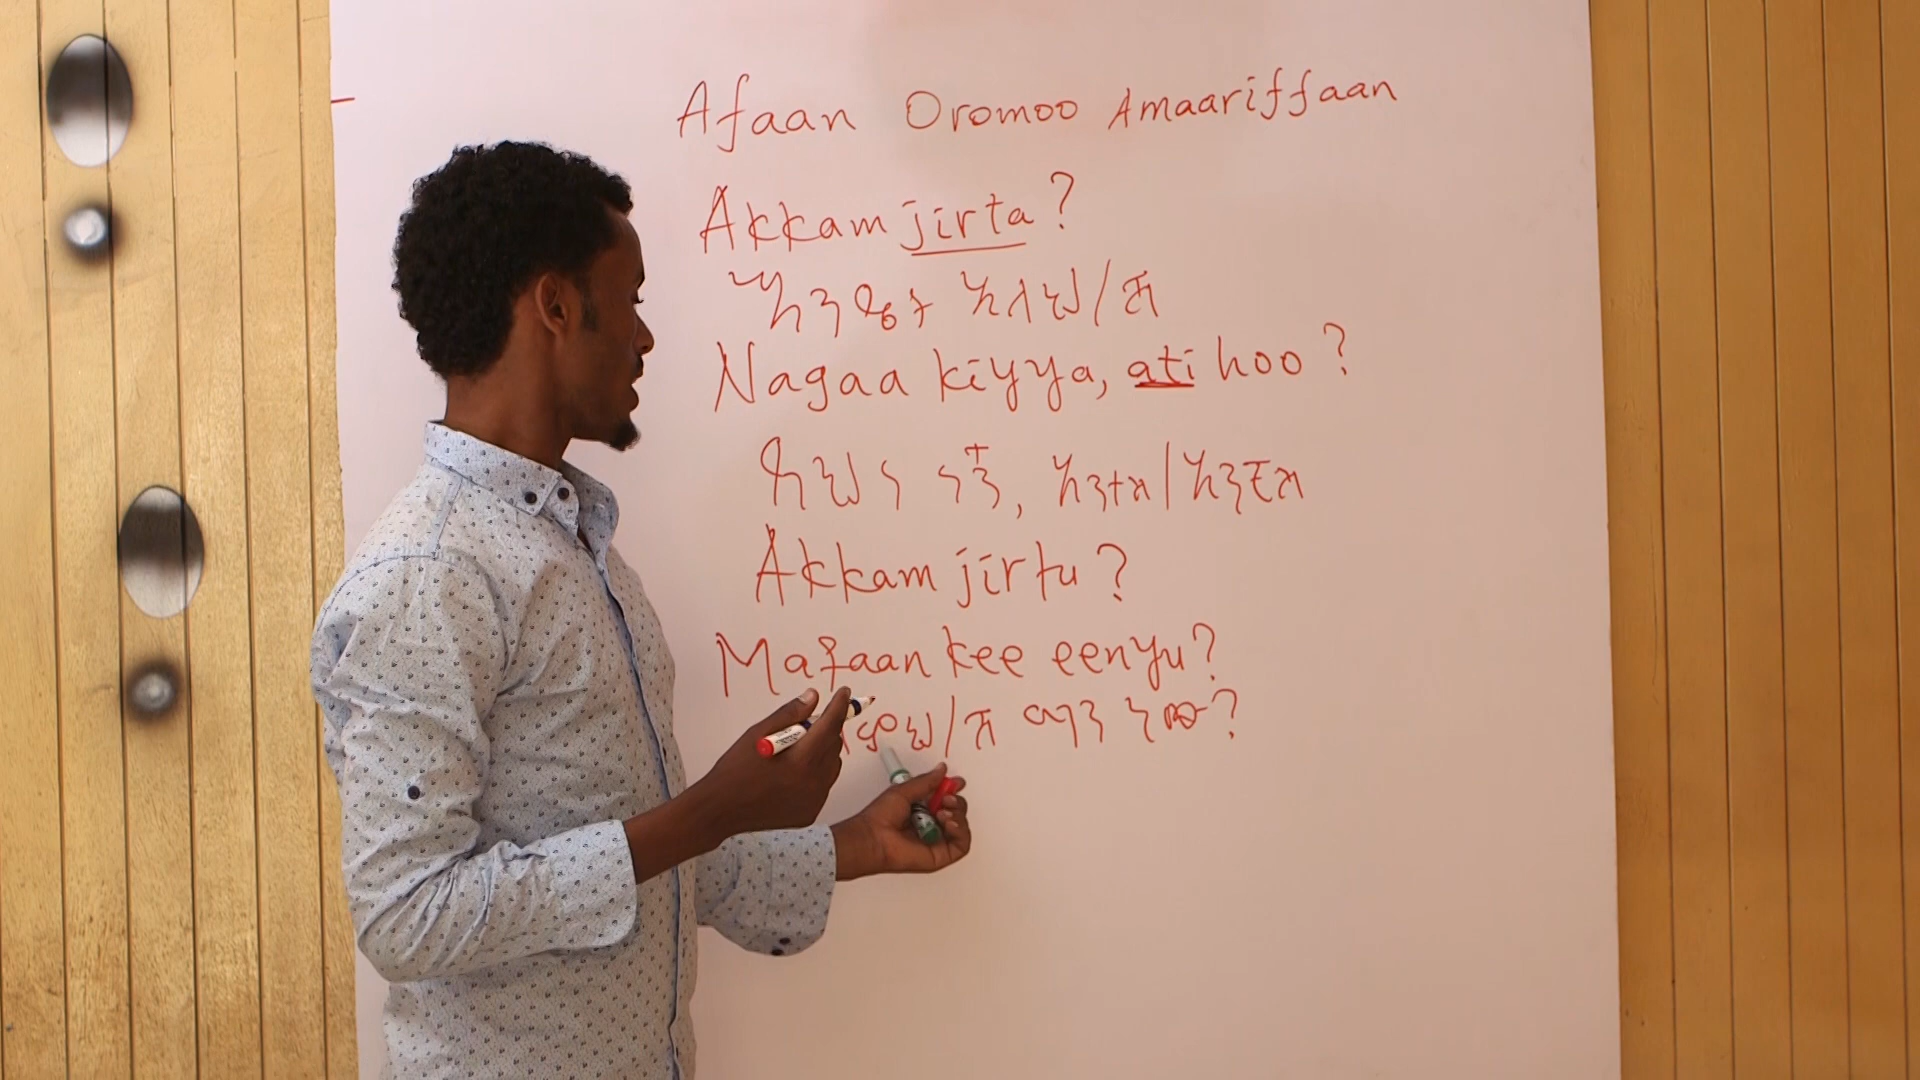 Afaan Oromoo Amaariffaan
Akkam jirta?
እንዴት አለህ/ሽ
Nagaa kiyya, ati hoo?
ደህና ነኝ, አንተስ/አንቺስ
Akkam jirtu?
Maqaan kee eenyu?
ምህ/ሽ ማን ነው?